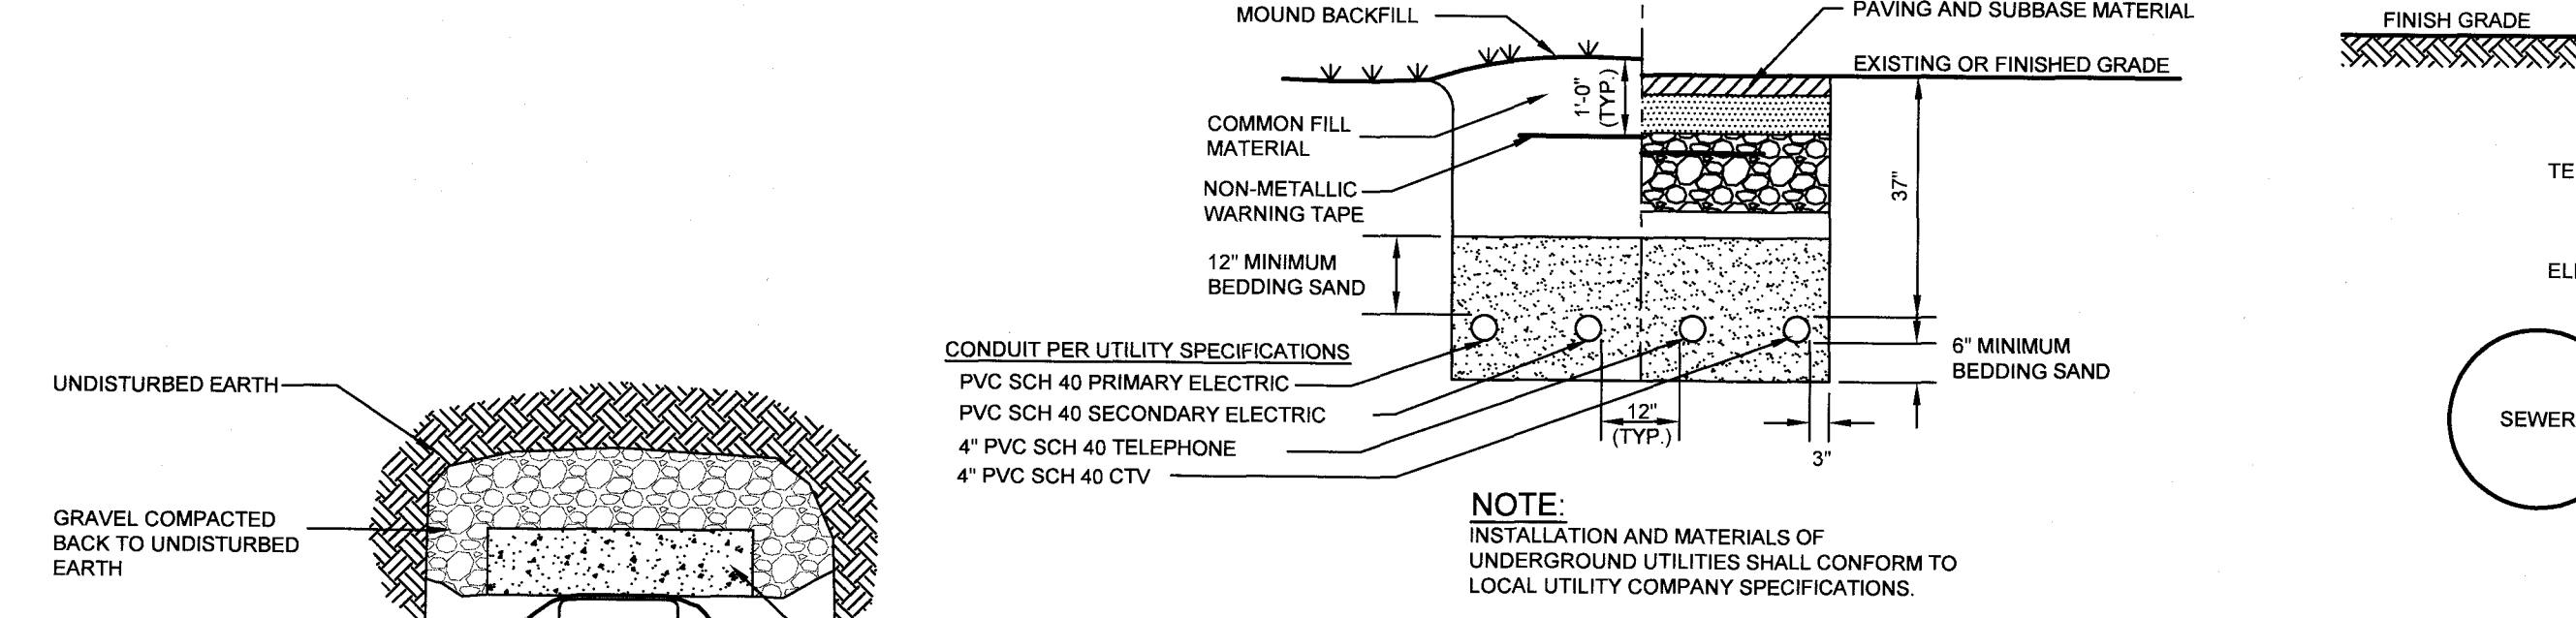 MOUND BACKFILL
PAVING AND SUBBASE MATERIAL
EXISTING OR FINISHED GRADE
1'-0"
(TYP.)
COMMON FILL
MATERIAL
NON-METALLIC
WARNING TAPE
37"
12" MINIMUM
BEDDING SAND
6" MINIMUM
BEDDING SAND
CONDUIT PER UTILITY SPECIFICATIONS
PVC SCH 40 PRIMARY ELECTRIC
PVC SCH 40 SECONDARY ELECTRIC
4" PVC SCH 40 TELEPHONE
4" PVC SCH 40 CTV
12"
(TYP.)
3"
NOTE:
INSTALLATION AND MATERIALS OF
UNDERGROUND UTILITIES SHALL CONFORM TO
LOCAL UTILITY COMPANY SPECIFICATIONS.
UNDISTURBED EARTH
GRAVEL COMPACTED
BACK TO UNDISTURBED
EARTH
FINISH GRADE
TE
SEWER